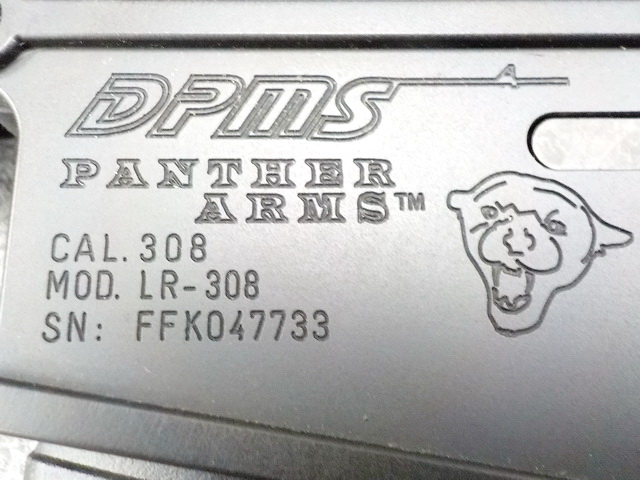 DPMS
PANTHER
ARMS™
CAL. 308
MOD. LR-308
SN: FFK047733